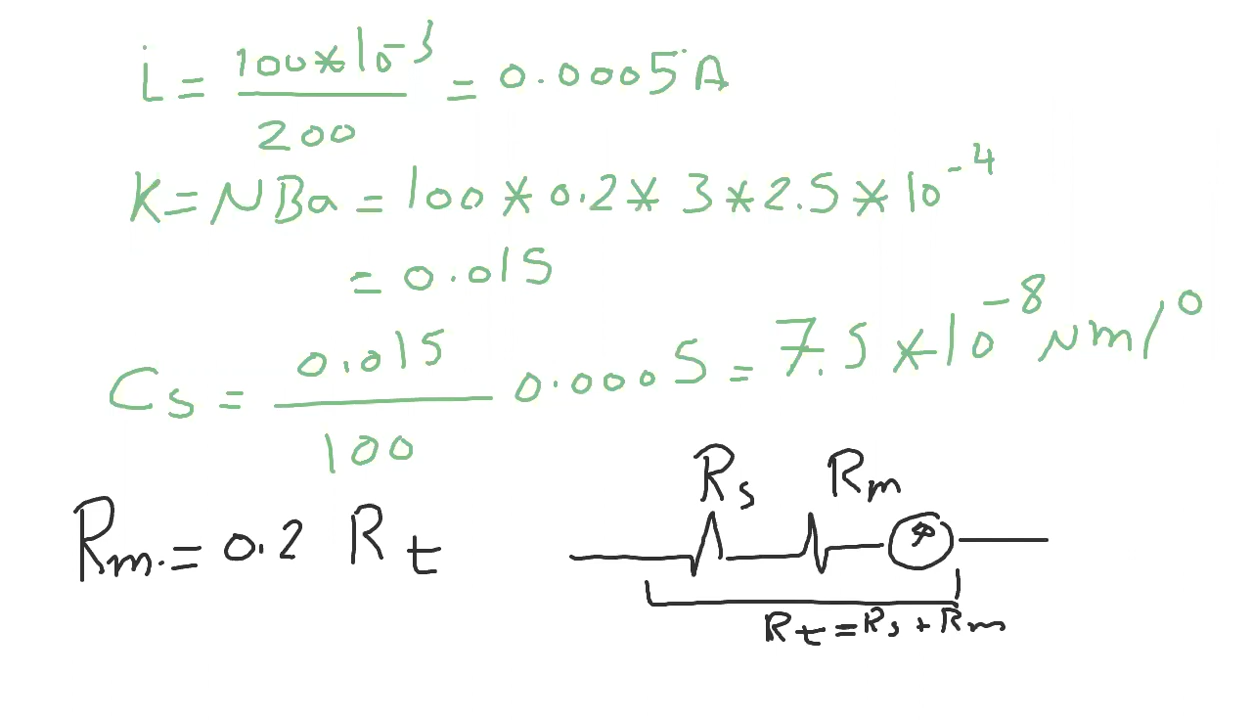 i = 100*10^-3 / 200 = 0.0005 A
K = NBa = 100 * 0.2 * 3 * 2.5 * 10^-4
= 0.015
Cs = 0.015 / 100 0.0005 = 7.5 * 10^-8 Nm/°
Rs Rm
Rm. = 0.2 Rt
Rt = Rs + Rm